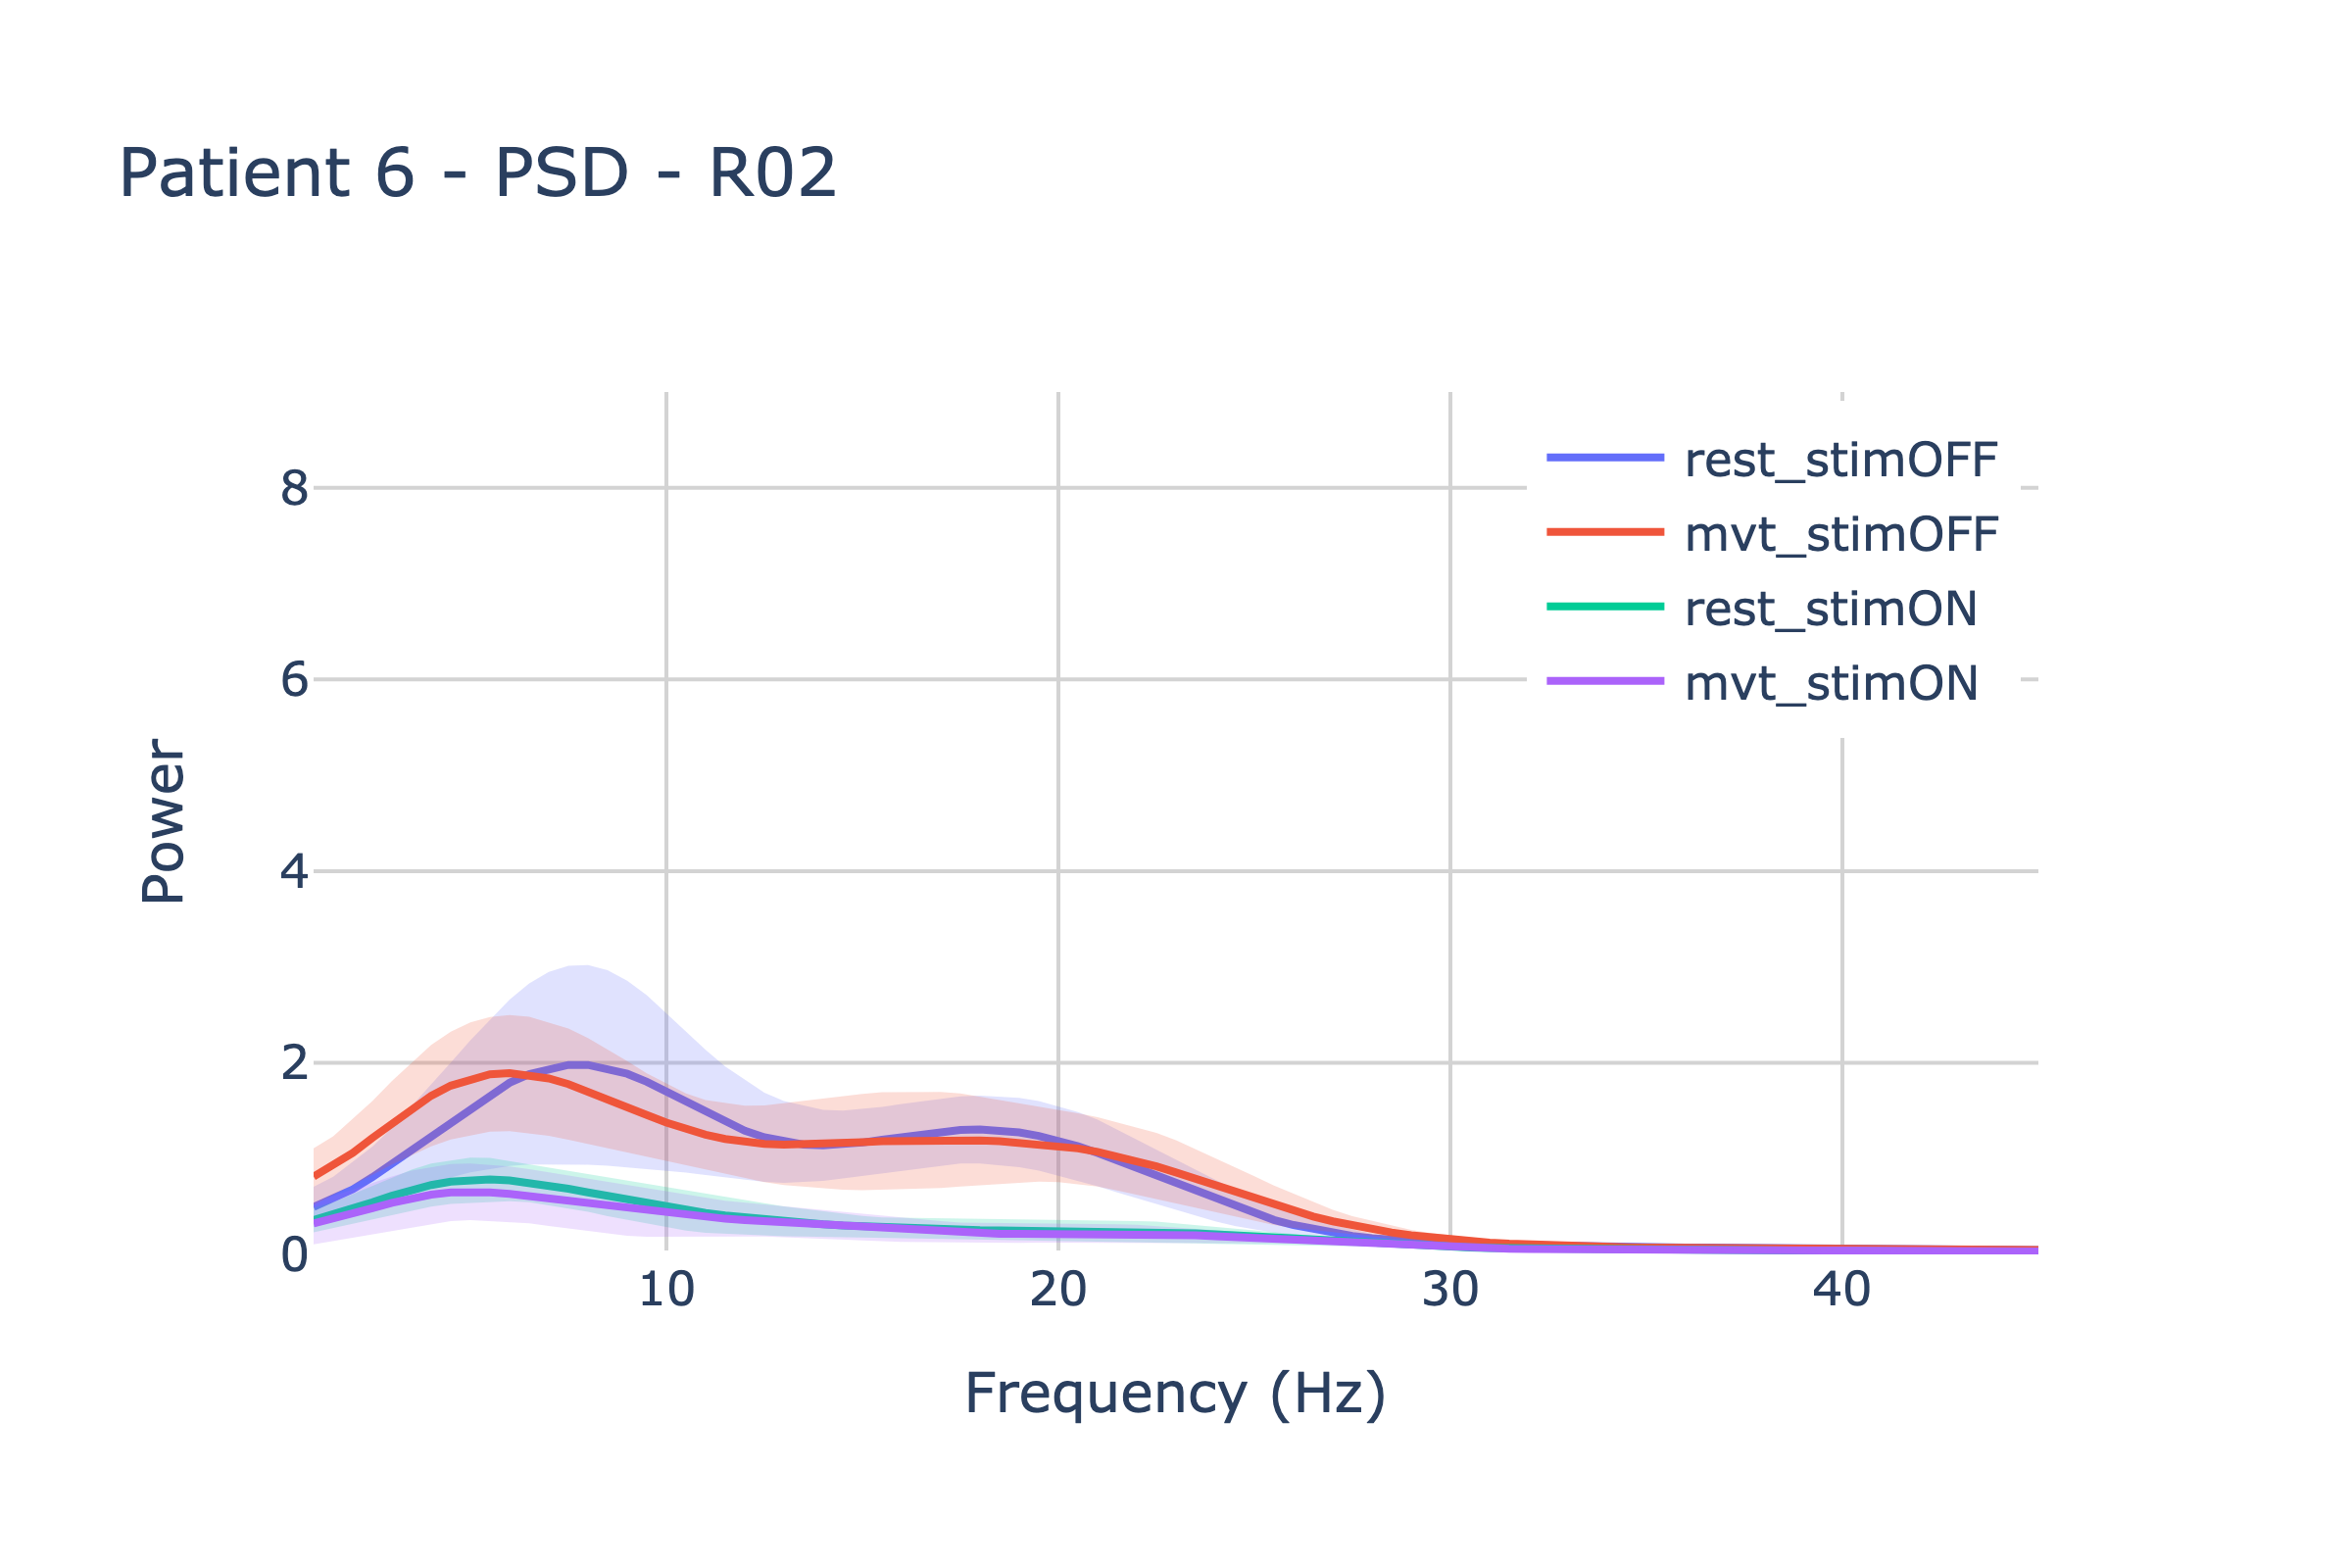 Patient 6 - PSD - R02
rest_stimOFF
mvt_stimOFF
rest_stimON
mvt_stimON
Power
8
6
4
2
0
10 20 30 40
Frequency (Hz)